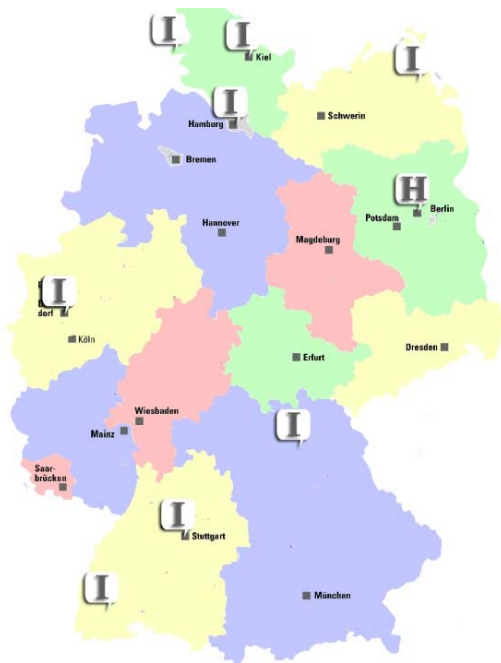 I
I
Kiel
I
I
Schwerin
Hamburg
Bremen
H
Berlin
Potsdam
Hannover
Magdeburg
I
dorf
Köln
Dresden
Erfurt
Wiesbaden
Mainz
I
Saar-
brücken
I
Stuttgart
I
München